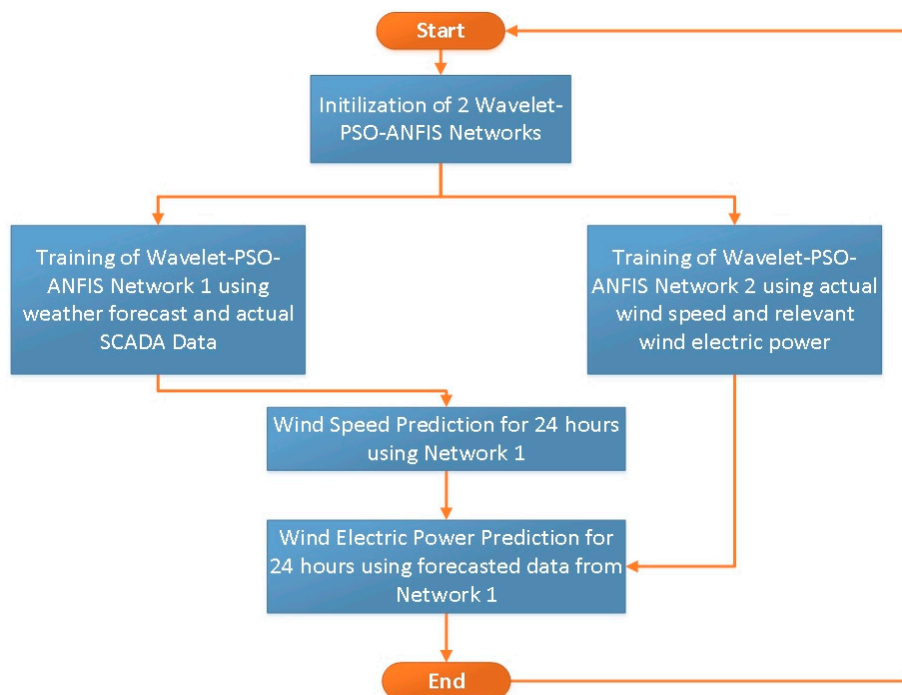 Start
Initilization of 2 Wavelet-
PSO-ANFIS Networks
Training of Wavelet-PSO-
ANFIS Network 1 using
weather forecast and actual
SCADA Data
Training of Wavelet-PSO-
ANFIS Network 2 using actual
wind speed and relevant
wind electric power
Wind Speed Prediction for 24 hours
using Network 1
Wind Electric Power Prediction for
24 hours using forecasted data from
Network 1
End